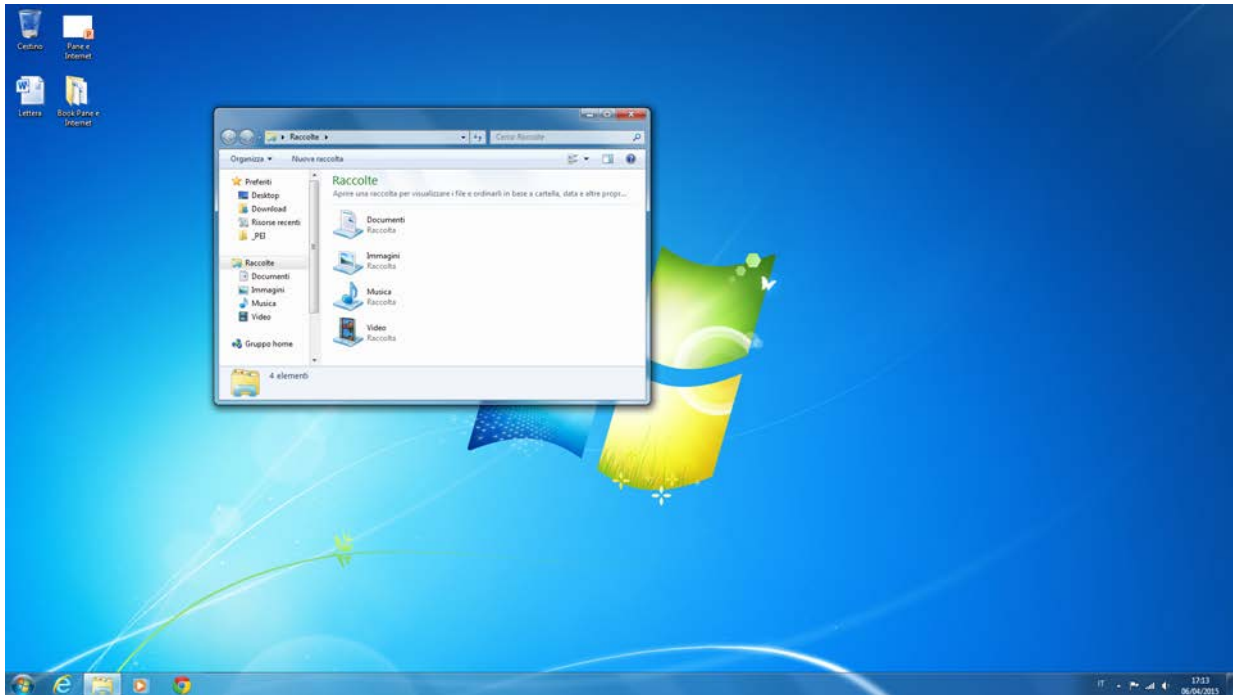 Cestino
Pane e
Internet
Lettera
Book Pane e
Internet
Raccolte
Cerca Raccolte
Organizza
Nuova raccolta
Preferiti
Desktop
Download
Risorse recenti
_PEI
Raccolte
Documenti
Immagini
Musica
Video
Gruppo home
Raccolte
Aprire una raccolta per visualizzare i file e ordinarli in base a cartella, data e altre propr...
Documenti
Raccolta
Immagini
Raccolta
Musica
Raccolta
Video
Raccolta
4 elementi
IT
17:13
06/04/2015